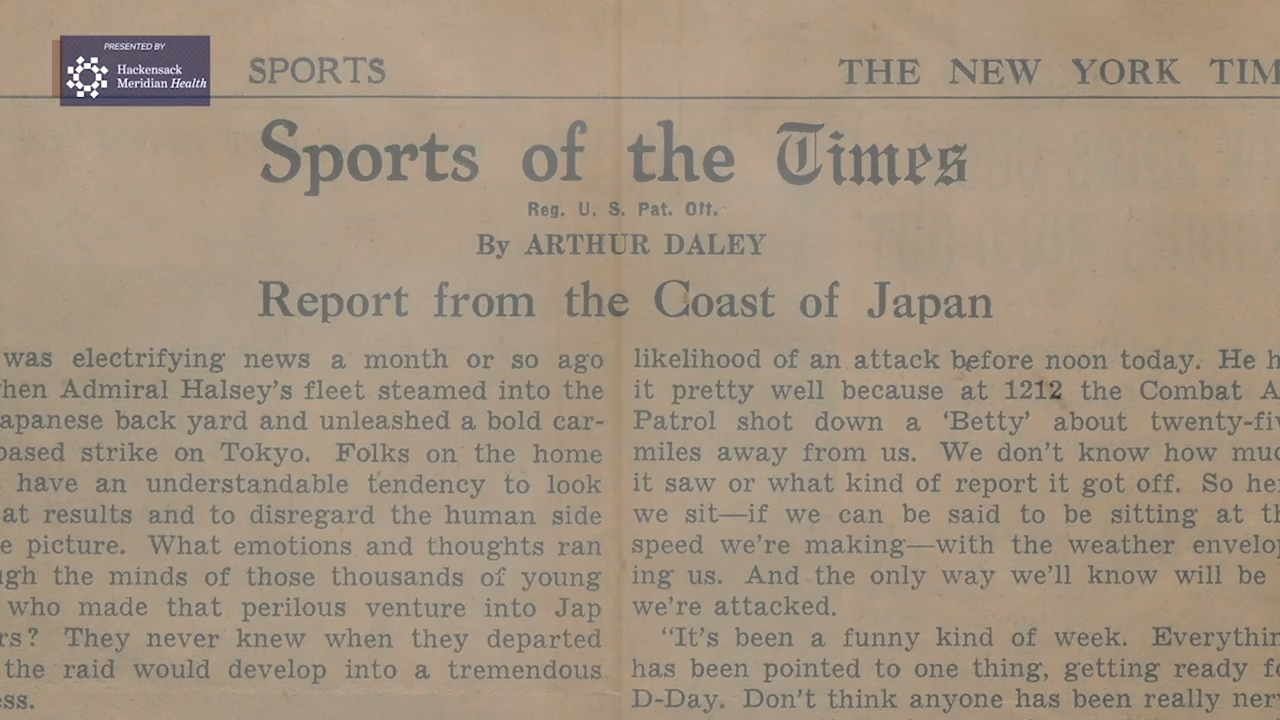 PRESENTED BY
Hackensack
Meridian Health
SPORTS
THE NEW YORK TIM
Sports of the Times
Reg. U. S. Pat. Off.
By ARTHUR DALEY
Report from the Coast of Japan
was electrifying news a month or so ago
when Admiral Halsey's fleet steamed into the
apanese back yard and unleashed a bold car-
based strike on Tokyo. Folks on the home
have an understandable tendency to look
at results and to disregard the human side
e picture. What emotions and thoughts ran
ugh the minds of those thousands of young
who made that perilous venture into Jap
rs? They never knew when they departed
the raid would develop into a tremendous
ess.
likelihood of an attack before noon today. He h
it pretty well because at 1212 the Combat A
Patrol shot down a ‘Betty’ about twenty-fiv
miles away from us. We don't know how muc
it saw or what kind of report it got off. So her
we sit—if we can be said to be sitting at th
speed we're making—with the weather envelop
ing us. And the only way we'll know will be
we're attacked.
“It's been a funny kind of week. Everythin
has been pointed to one thing, getting ready fo
D-Day. Don't think anyone has been really nerv